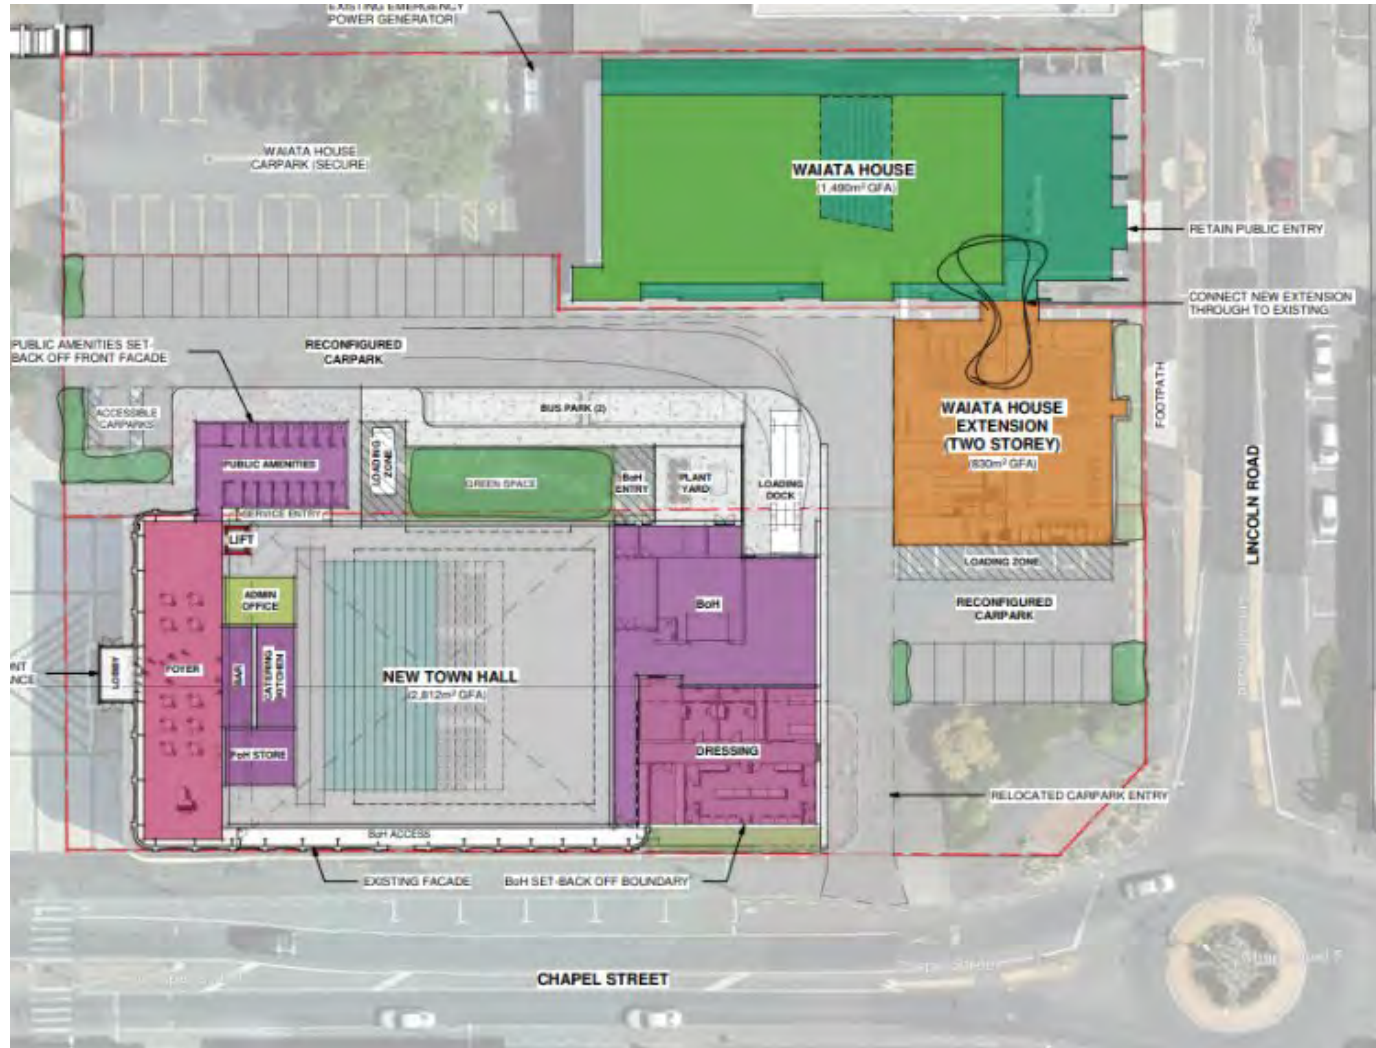 EXISTING EMERGENCY
POWER GENERATOR
WAIATA HOUSE
CARPARK (SECURE)
WAIATA HOUSE
(1,490m² GFA)
RETAIN PUBLIC ENTRY
CONNECT NEW EXTENSION
THROUGH TO EXISTING
PUBLIC AMENITIES SET-
BACK OFF FRONT FACADE
RECONFIGURED
CARPARK
ACCESSIBLE
CARPARKS
BUS PARK (2)
WAIATA HOUSE
EXTENSION
(TWO STOREY)
(830m² GFA)
FOOTPATH
LINCOLN ROAD
PUBLIC AMENITIES
LOADING
ZONE
GREEN SPACE
BoH
ENTRY
PLANT
YARD
LOADING
DOCK
SERVICE ENTRY
LIFT
LOADING ZONE
ADMIN
OFFICE
BoH
RECONFIGURED
CARPARK
LOBBY
FOYER
BAR
CATERING
KITCHEN
NEW TOWN HALL
(2,812m² GFA)
FoH STORE
DRESSING
RELOCATED CARPARK ENTRY
BoH ACCESS
EXISTING FACADE
BoH SET-BACK OFF BOUNDARY
CHAPEL STREET